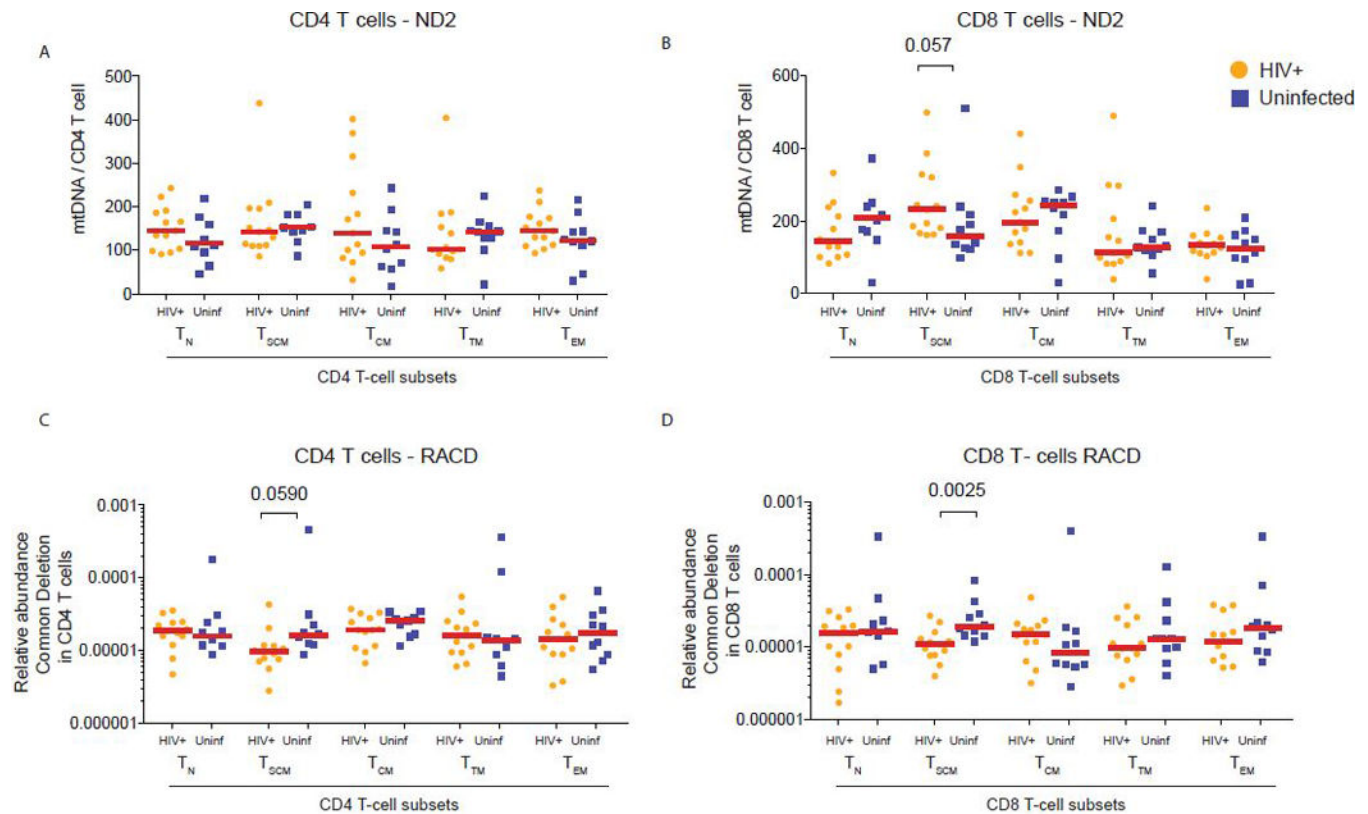 CD4 T cells - ND2
A
mtDNA / CD4 T cell
500
400
300
200
100
0
HIV+ Uninf HIV+ Uninf HIV+ Uninf HIV+ Uninf HIV+ Uninf
TN TSCM TCM TTM TEM
CD4 T-cell subsets
CD8 T cells - ND2
B
0.057
HIV+
Uninfected
mtDNA / CD8 T cell
600
400
200
0
HIV+ Uninf HIV+ Uninf HIV+ Uninf HIV+ Uninf HIV+ Uninf
TN TSCM TCM TTM TEM
CD8 T-cell subsets
C
CD4 T cells - RACD
0.0590
Relative abundance
Common Deletion
in CD4 T cells
0.001
0.0001
0.00001
0.000001
HIV+ Uninf HIV+ Uninf HIV+ Uninf HIV+ Uninf HIV+ Uninf
TN TSCM TCM TTM TEM
CD4 T-cell subsets
D
CD8 T- cells RACD
0.0025
Relative abundance
Common Deletion
in CD8 T cells
0.001
0.0001
0.00001
0.000001
HIV+ Uninf HIV+ Uninf HIV+ Uninf HIV+ Uninf HIV+ Uninf
TN TSCM TCM TTM TEM
CD8 T-cell subsets